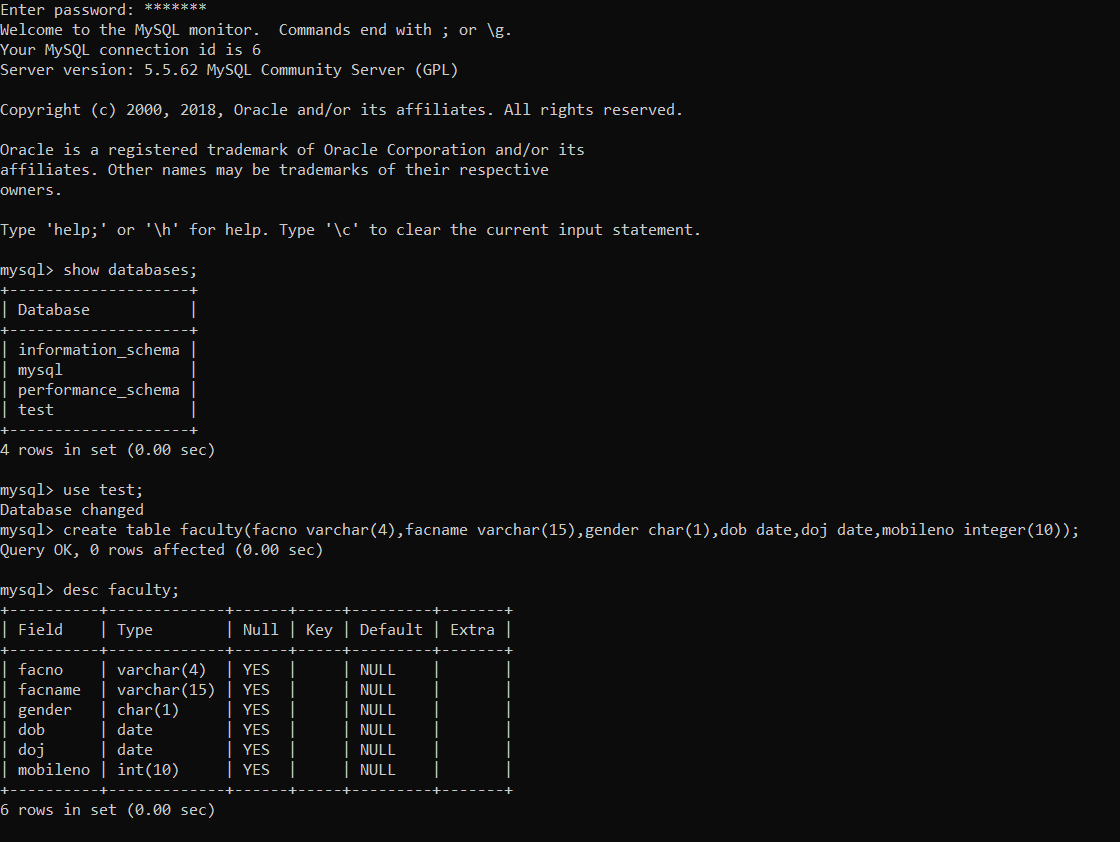 Enter password: *******
Welcome to the MySQL monitor.  Commands end with ; or \g.
Your MySQL connection id is 6
Server version: 5.5.62 MySQL Community Server (GPL)

Copyright (c) 2000, 2018, Oracle and/or its affiliates. All rights reserved.

Oracle is a registered trademark of Oracle Corporation and/or its
affiliates. Other names may be trademarks of their respective
owners.

Type 'help;' or '\h' for help. Type '\c' to clear the current input statement.

mysql> show databases;
+--------------------+
| Database           |
+--------------------+
| information_schema |
| mysql              |
| performance_schema |
| test               |
+--------------------+
4 rows in set (0.00 sec)

mysql> use test;
Database changed
mysql> create table faculty(facno varchar(4),facname varchar(15),gender char(1),dob date,doj date,mobileno integer(10));
Query OK, 0 rows affected (0.00 sec)

mysql> desc faculty;
+----------+-------------+------+-----+---------+-------+
| Field    | Type        | Null | Key | Default | Extra |
+----------+-------------+------+-----+---------+-------+
| facno    | varchar(4)  | YES  |     | NULL    |       |
| facname  | varchar(15) | YES  |     | NULL    |       |
| gender   | char(1)     | YES  |     | NULL    |       |
| dob      | date        | YES  |     | NULL    |       |
| doj      | date        | YES  |     | NULL    |       |
| mobileno | int(10)     | YES  |     | NULL    |       |
+----------+-------------+------+-----+---------+-------+
6 rows in set (0.00 sec)